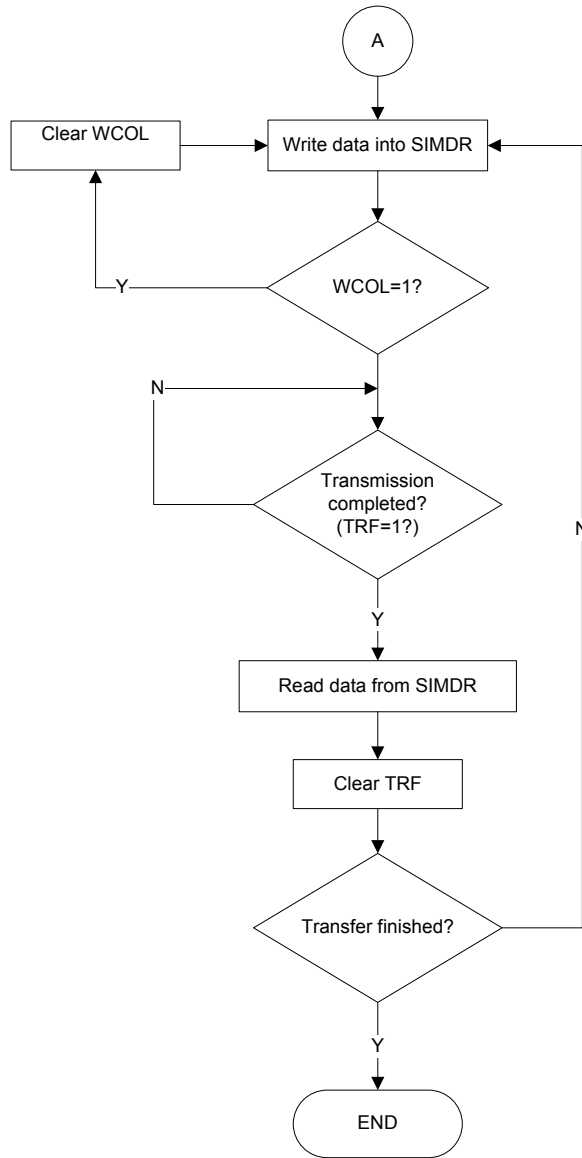 A
Clear WCOL
Write data into SIMDR
Y
WCOL=1?
N
Transmission
completed?
(TRF=1?)
N
Y
Read data from SIMDR
Clear TRF
Transfer finished?
Y
END